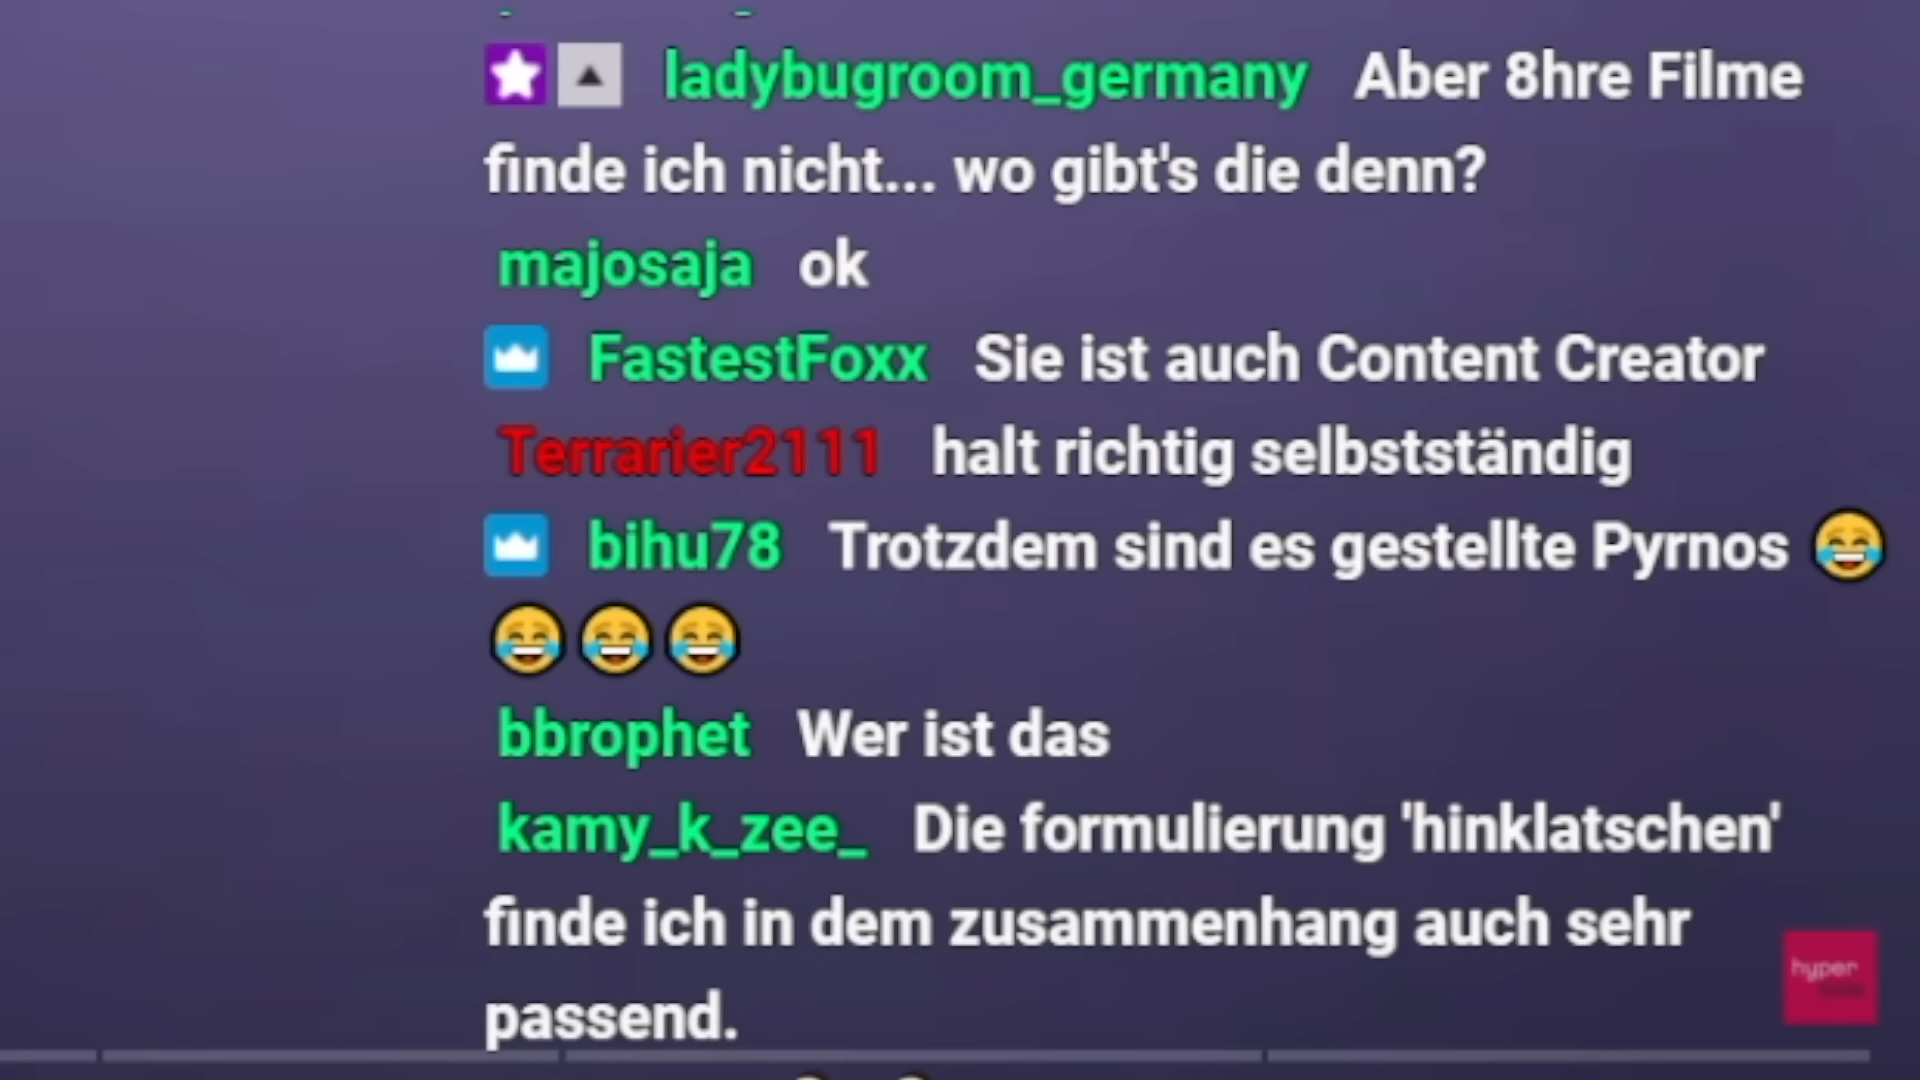 ladybugroom_germany Aber 8hre Filme
finde ich nicht... wo gibt's die denn?
majosaja ok
FastestFoxx Sie ist auch Content Creator
Terrarier2111 halt richtig selbstständig
bihu78 Trotzdem sind es gestellte Pyrnos 😂
😂😂😂
bbrophet Wer ist das
kamy_k_zee_ Die formulierung 'hinklatschen'
finde ich in dem zusammenhang auch sehr
passend.
hyper